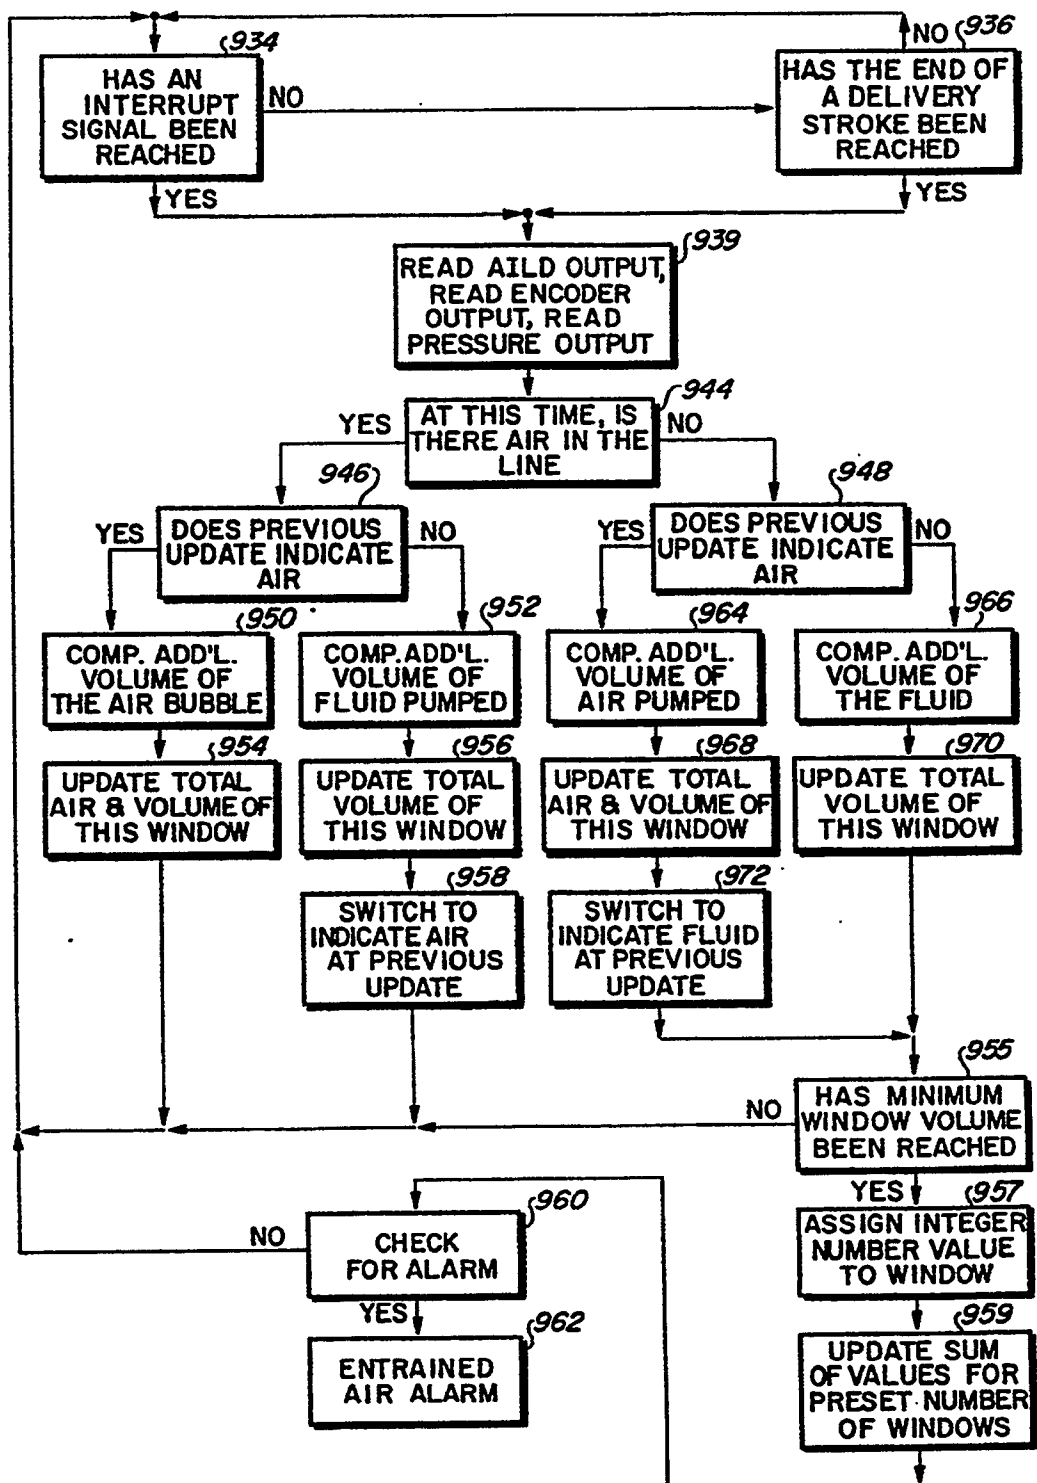 934
HAS AN
INTERRUPT
SIGNAL BEEN
REACHED
NO
YES
NO
936
HAS THE END OF
A DELIVERY
STROKE BEEN
REACHED
YES
939
READ AILD OUTPUT,
READ ENCODER
OUTPUT, READ
PRESSURE OUTPUT
944
AT THIS TIME, IS
THERE AIR IN THE
LINE
YES
NO
946
DOES PREVIOUS
UPDATE INDICATE
AIR
YES
NO
948
DOES PREVIOUS
UPDATE INDICATE
AIR
YES
NO
950
COMP. ADD'L.
VOLUME OF
THE AIR BUBBLE
952
COMP. ADD'L.
VOLUME OF
FLUID PUMPED
964
COMP. ADD'L.
VOLUME OF
AIR PUMPED
966
COMP. ADD'L.
VOLUME OF
THE FLUID
954
UPDATE TOTAL
AIR & VOLUME OF
THIS WINDOW
956
UPDATE TOTAL
VOLUME OF
THIS WINDOW
968
UPDATE TOTAL
AIR & VOLUME OF
THIS WINDOW
970
UPDATE TOTAL
VOLUME OF
THIS WINDOW
958
SWITCH TO
INDICATE AIR
AT PREVIOUS
UPDATE
972
SWITCH TO
INDICATE FLUID
AT PREVIOUS
UPDATE
955
HAS MINIMUM
WINDOW VOLUME
BEEN REACHED
NO
YES
957
ASSIGN INTEGER
NUMBER VALUE
TO WINDOW
960
CHECK
FOR ALARM
NO
YES
962
ENTRAINED
AIR ALARM
959
UPDATE SUM
OF VALUES FOR
PRESET NUMBER
OF WINDOWS